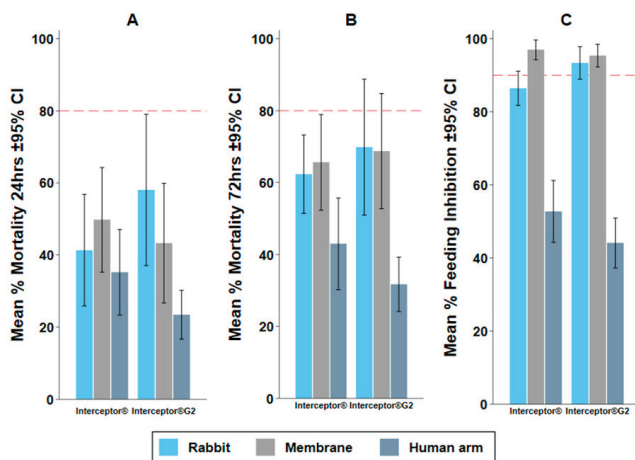 A
Mean % Mortality 24hrs ±95% CI
100
80
60
40
20
0
Interceptor® Interceptor®G2
B
Mean % Mortality 72hrs ±95% CI
100
80
60
40
20
0
Interceptor® Interceptor®G2
C
Mean % Feeding Inhibition ±95% CI
100
80
60
40
20
0
Interceptor® Interceptor®G2
Rabbit Membrane Human arm